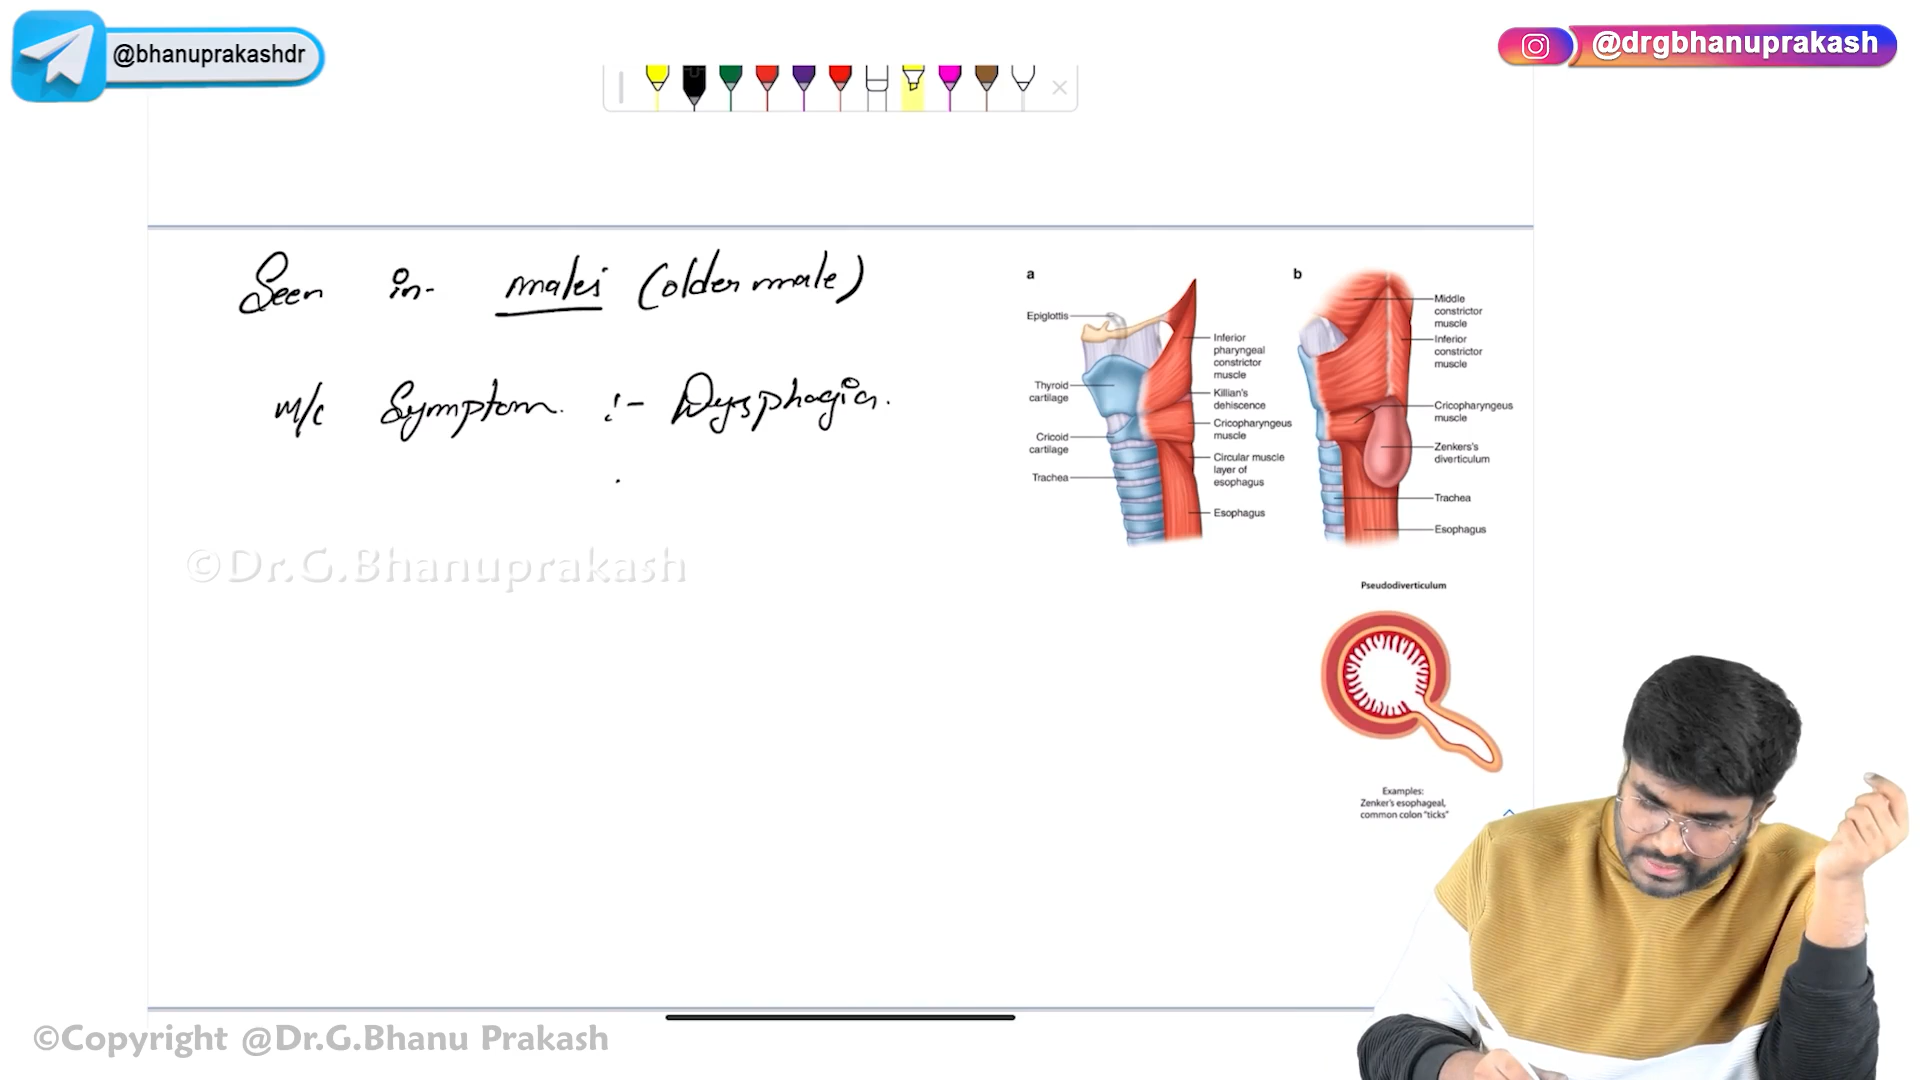 @bhanuprakashdr
@drgbhanuprakash
Seen in males (older male)
m/c Symptom :- Dysphagia.
a
Epiglottis
Thyroid
cartilage
Cricoid
cartilage
Trachea
Inferior
pharyngeal
constrictor
muscle
Killian's
dehiscence
Cricopharyngeus
muscle
Circular muscle
layer of
esophagus
Esophagus
b
Middle
constrictor
muscle
Inferior
constrictor
muscle
Cricopharyngeus
muscle
Zenkers's
diverticulum
Trachea
Esophagus
©Dr.G.Bhanuprakash
Pseudodiverticulum
Examples:
Zenker's esophageal,
common colon "ticks"
©Copyright @Dr.G.Bhanu Prakash